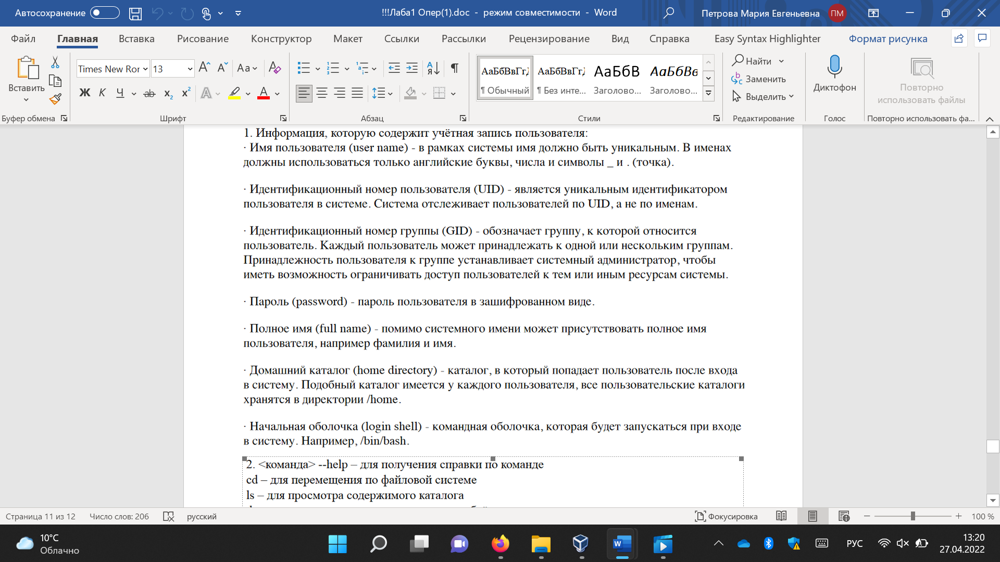 Автосохранение
!!!Лаба1 Опер(1).doc - режим совместимости - Word
Петрова Мария Евгеньевна
ПМ
Файл Главная Вставка Рисование Конструктор Макет Ссылки Рассылки Рецензирование Вид Справка Easy Syntax Highlighter Формат рисунка
Вставить
Буфер обмена
Times New Ror 13
Aa
Ж К Ч ab x₂ x² A A
Шрифт
Абзац
АаБбВвГг, АаБбВвГг, АаБбВ АаБбВв
¶ Обычный ¶ Без инте... Заголово... Заголово...
Стили
Найти
Заменить
Выделить
Редактирование
Диктофон
Голос
Повторно
использовать файлы
Повторно использовать фа...
1. Информация, которую содержит учётная запись пользователя:
· Имя пользователя (user name) - в рамках системы имя должно быть уникальным. В именах
должны использоваться только английские буквы, числа и символы _ и . (точка).
· Идентификационный номер пользователя (UID) - является уникальным идентификатором
пользователя в системе. Система отслеживает пользователей по UID, а не по именам.
· Идентификационный номер группы (GID) - обозначает группу, к которой относится
пользователь. Каждый пользователь может принадлежать к одной или нескольким группам.
Принадлежность пользователя к группе устанавливает системный администратор, чтобы
иметь возможность ограничивать доступ пользователей к тем или иным ресурсам системы.
· Пароль (password) - пароль пользователя в зашифрованном виде.
· Полное имя (full name) - помимо системного имени может присутствовать полное имя
пользователя, например фамилия и имя.
· Домашний каталог (home directory) - каталог, в который попадает пользователь после входа
в систему. Подобный каталог имеется у каждого пользователя, все пользовательские каталоги
хранятся в директории /home.
· Начальная оболочка (login shell) - командная оболочка, которая будет запускаться при входе
в систему. Например, /bin/bash.
2. <команда> --help – для получения справки по команде
cd – для перемещения по файловой системе
ls – для просмотра содержимого каталога
Страница 11 из 12 Число слов: 206 русский
Фокусировка
100 %
10°C
Облачно
РУС
13:20
27.04.2022